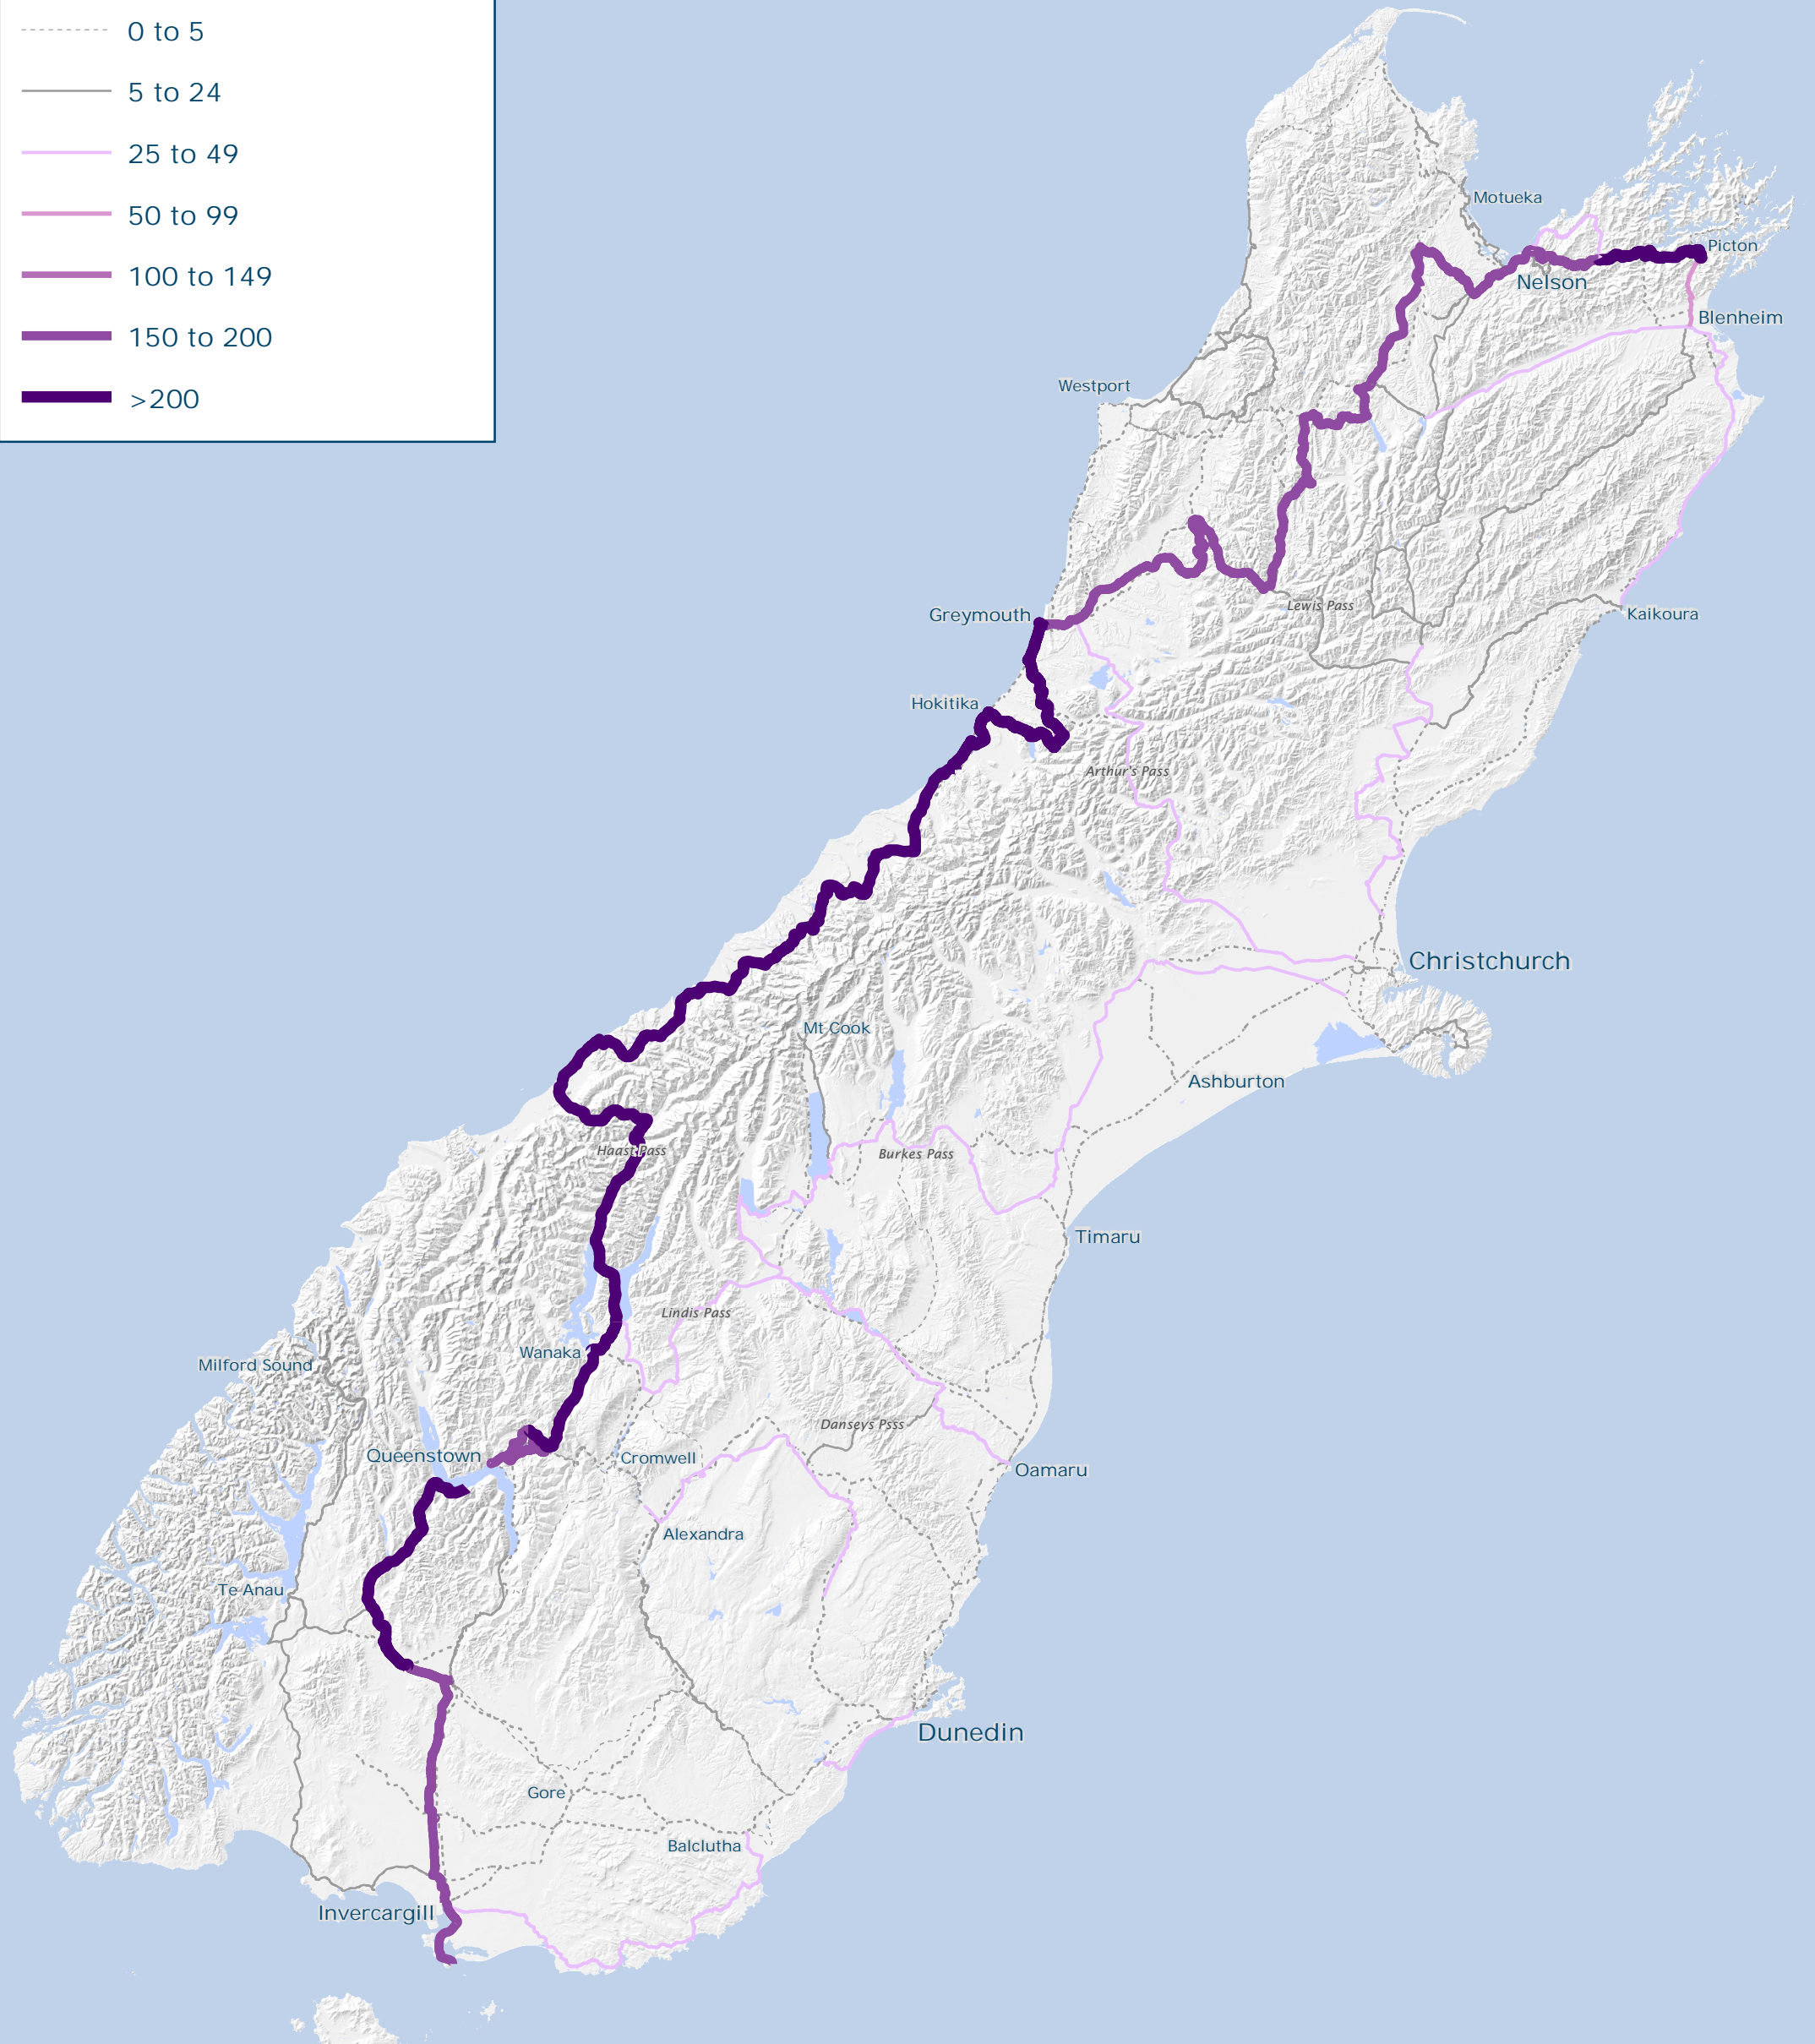 0 to 5
5 to 24
25 to 49
50 to 99
100 to 149
150 to 200
>200
Motueka
Picton
Nelson
Blenheim
Westport
Lewis Pass
Greymouth
Kaikoura
Hokitika
Arthur's Pass
Christchurch
Mt Cook
Ashburton
Haast Pass
Burkes Pass
Timaru
Lindis Pass
Wanaka
Milford Sound
Danseys Psss
Queenstown
Cromwell
Oamaru
Alexandra
Te Anau
Dunedin
Gore
Balclutha
Invercargill